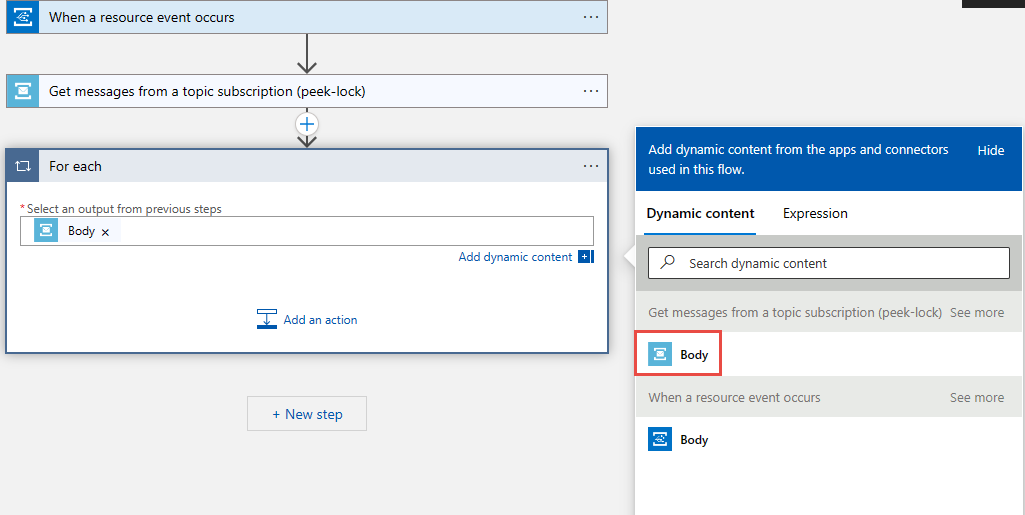 When a resource event occurs
Get messages from a topic subscription (peek-lock)
For each
* Select an output from previous steps
Body
Add dynamic content
Add an action
+ New step
Add dynamic content from the apps and connectors
used in this flow.
Hide
Dynamic content Expression
Search dynamic content
Get messages from a topic subscription (peek-lock) See more
Body
When a resource event occurs See more
Body